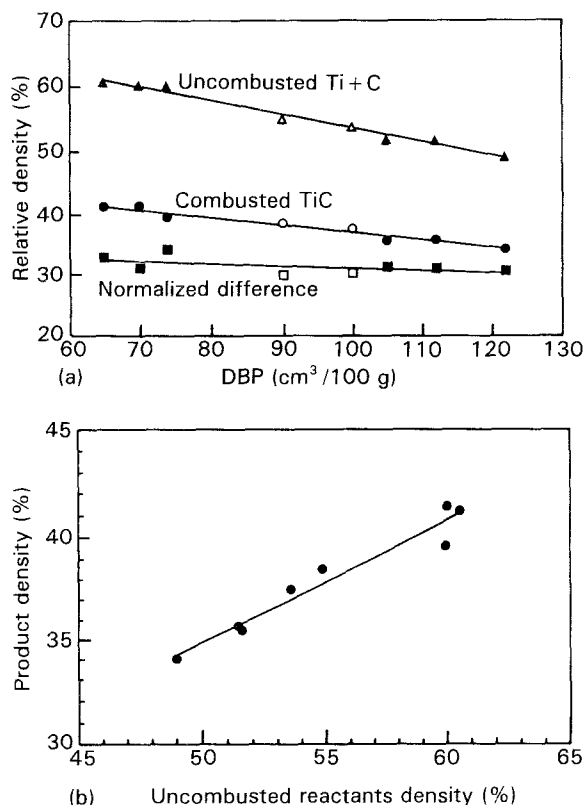 70
60
50
40
30
20
Relative density (%)
Uncombusted Ti+C
Combusted TiC
Normalized difference
60 70 80 90 100 110 120 130
(a) DBP (cm³/100 g)
45
40
35
30
Product density (%)
45 50 55 60 65
(b) Uncombusted reactants density (%)